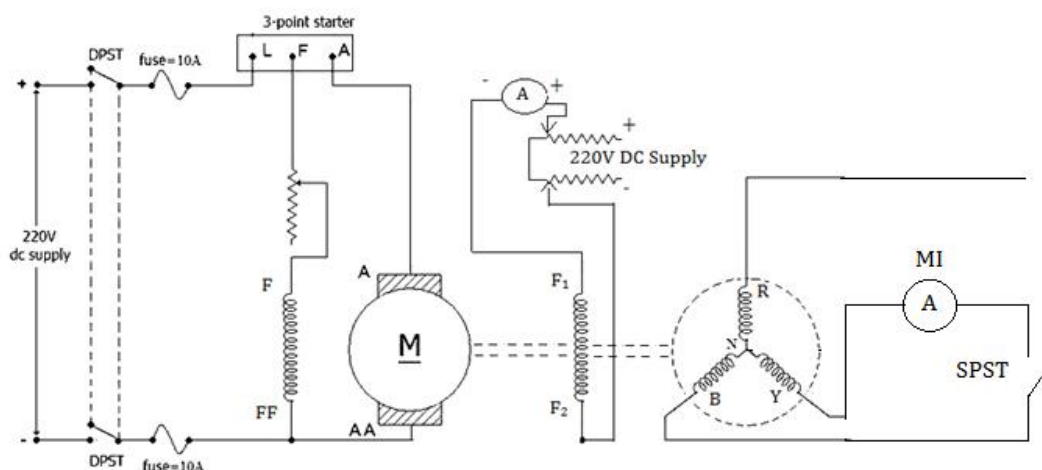 3-point starter
L F A
DPST
fuse=10A
+
220V
dc supply
-
DPST
fuse=10A
F
FF
A
M
AA
- A +
+
220V DC Supply
-
F1
F2
R
N
B
Y
MI
A
SPST